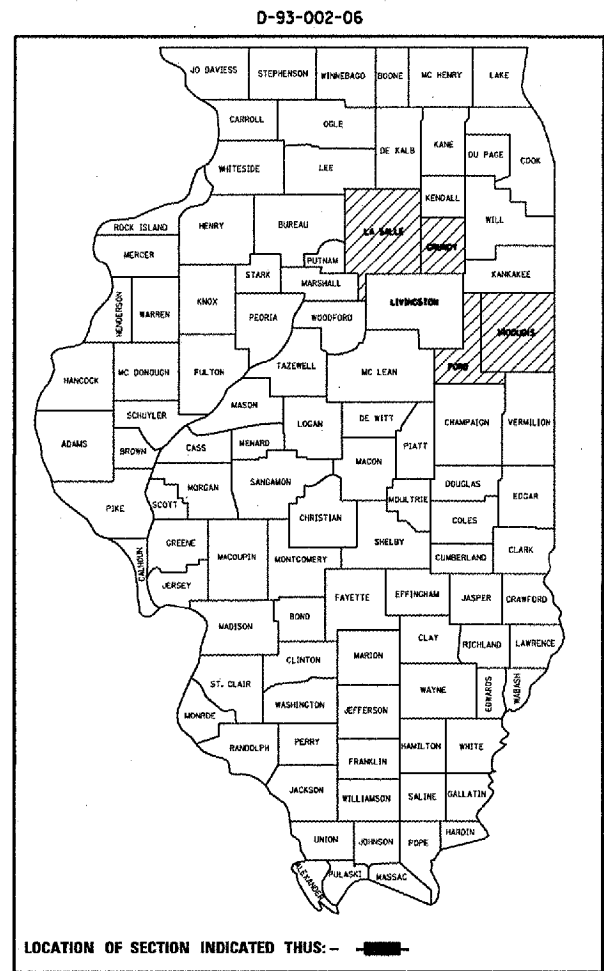 D-93-002-06
JO DAVIESS STEPHENSON WINNEBAGO BOONE MC HENRY LAKE
CARROLL OGLE
DE KALB KANE DU PAGE COOK
WHITESIDE LEE
KENDALL
ROCK ISLAND HENRY BUREAU LA SALLE GRUNDY WILL
MERCER PUTNAM
STARK MARSHALL KANKAKEE
HENDERSON WARREN KNOX PEORIA WOODFORD LIVINGSTON IROQUOIS
FORD
HANCOCK MC DONOUGH FULTON TAZEWELL MC LEAN
SCHUYLER MASON
ADAMS BROWN CASS MENARD LOGAN DE WITT PIATT CHAMPAIGN VERMILION
MACON
PIKE SCOTT MORGAN SANGAMON MOULTRIE DOUGLAS EDGAR
CHRISTIAN COLES
CALHOUN GREENE MACOUPIN MONTGOMERY SHELBY CUMBERLAND CLARK
JERSEY
FAYETTE EFFINGHAM JASPER CRAWFORD
MADISON BOND
CLAY RICHLAND LAWRENCE
CLINTON MARION
ST. CLAIR WAYNE EDWARDS WABASH
MONROE WASHINGTON JEFFERSON
RANDOLPH PERRY HAMILTON WHITE
FRANKLIN
JACKSON WILLIAMSON SALINE GALLATIN
UNION JOHNSON POPE HARDIN
ALEXANDER PULASKI MASSAC
LOCATION OF SECTION INDICATED THUS: -